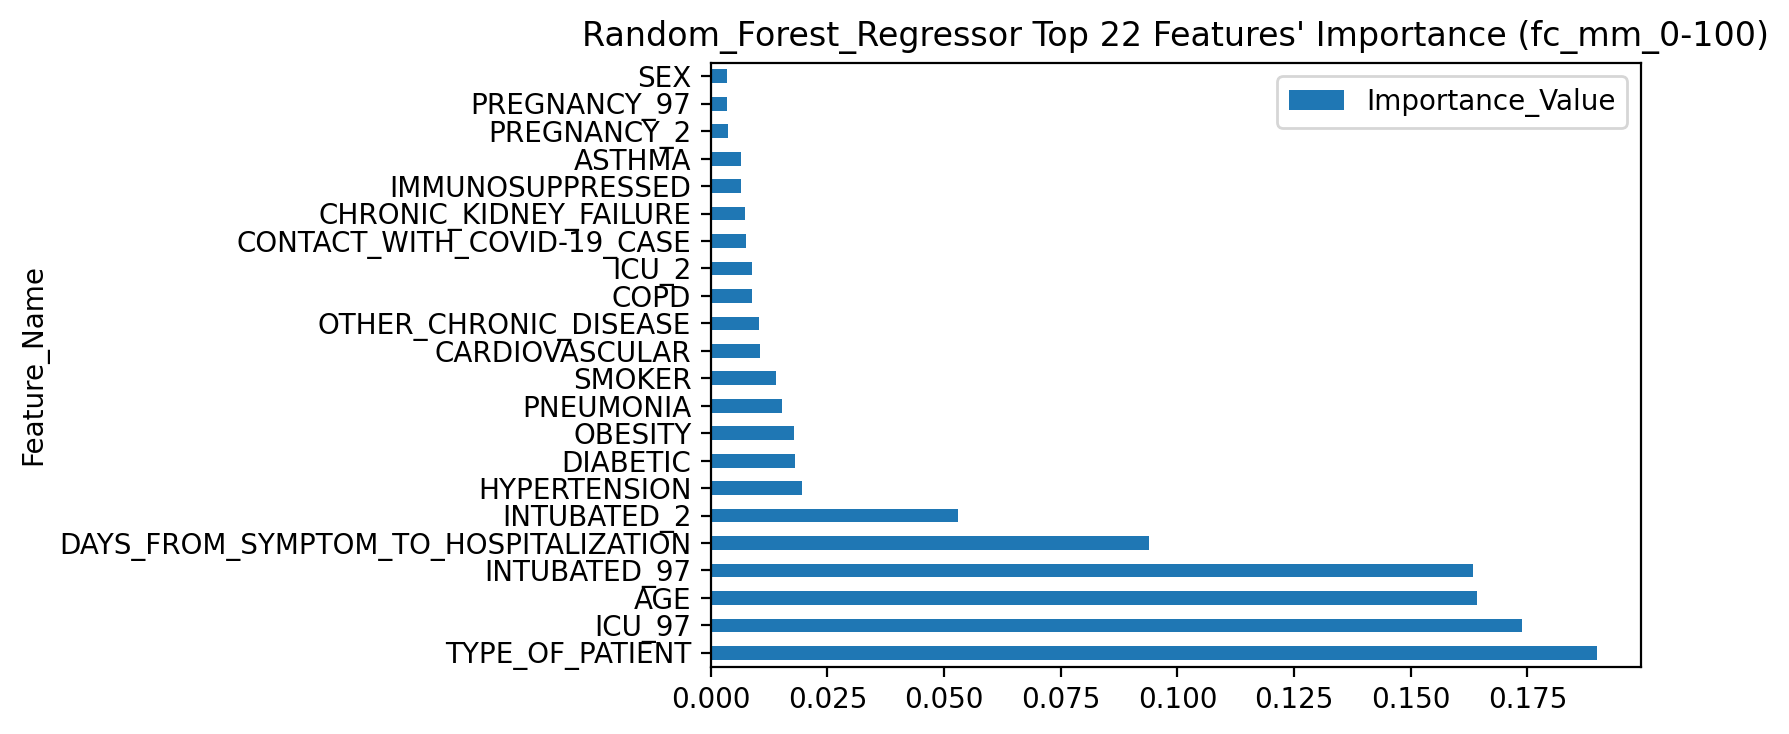 Random_Forest_Regressor Top 22 Features' Importance (fc_mm_0-100)
Importance_Value
Feature_Name
SEX
PREGNANCY_97
PREGNANCY_2
ASTHMA
IMMUNOSUPPRESSED
CHRONIC_KIDNEY_FAILURE
CONTACT_WITH_COVID-19_CASE
ICU_2
COPD
OTHER_CHRONIC_DISEASE
CARDIOVASCULAR
SMOKER
PNEUMONIA
OBESITY
DIABETIC
HYPERTENSION
INTUBATED_2
DAYS_FROM_SYMPTOM_TO_HOSPITALIZATION
INTUBATED_97
AGE
ICU_97
TYPE_OF_PATIENT
0.000 0.025 0.050 0.075 0.100 0.125 0.150 0.175